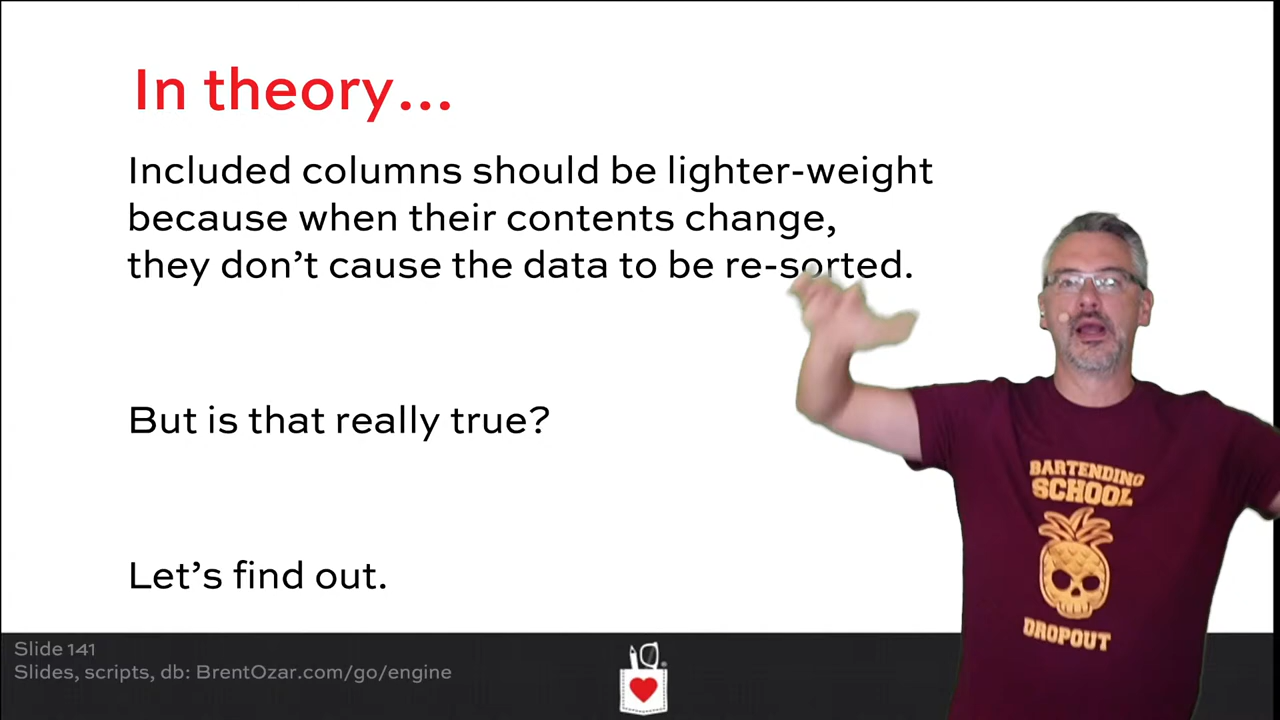 In theory…
Included columns should be lighter-weight
because when their contents change,
they don’t cause the data to be re-sorted.
But is that really true?
Let’s find out.
BARTENDING
SCHOOL
DROPOUT
Slide 141
Slides, scripts, db: BrentOzar.com/go/engine